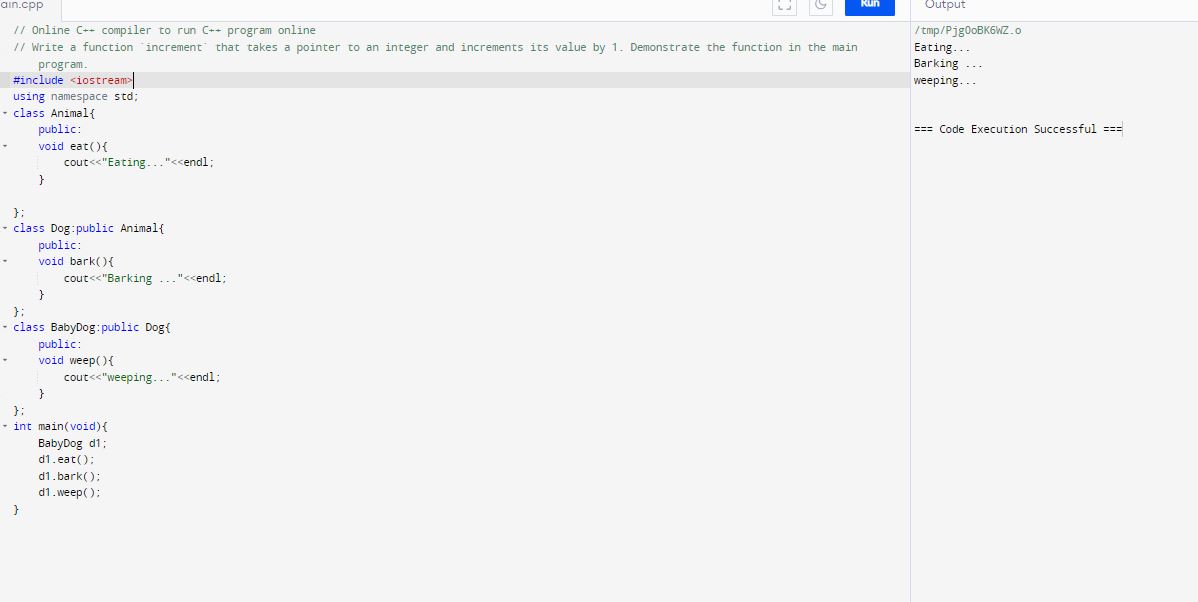 ain.cpp
Run
Output
// Online C++ compiler to run C++ program online
// Write a function `increment` that takes a pointer to an integer and increments its value by 1. Demonstrate the function in the main
program.
#include <iostream>
using namespace std;
class Animal{
public:
void eat(){
cout<<"Eating..."<<endl;
}
};
class Dog:public Animal{
public:
void bark(){
cout<<"Barking ..."<<endl;
}
};
class BabyDog:public Dog{
public:
void weep(){
cout<<"weeping..."<<endl;
}
};
int main(void){
BabyDog d1;
d1.eat();
d1.bark();
d1.weep();
}
/tmp/PjgOoBK6WZ.o
Eating...
Barking ...
weeping...
=== Code Execution Successful ===